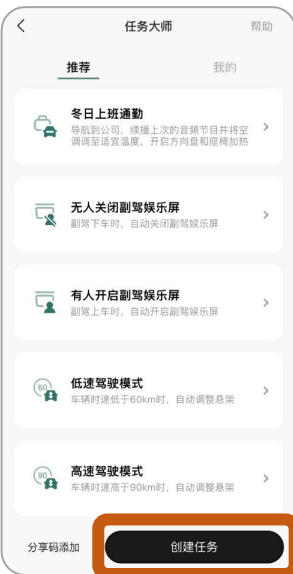 任务大师
帮助
推荐
我的
冬日上班通勤
导航到公司，续播上次的音频节目并将空
调调至适宜温度，开启方向盘和座椅加热
无人关闭副驾娱乐屏
副驾下车时，自动关闭副驾娱乐屏
有人开启副驾娱乐屏
副驾上车时，自动开启副驾娱乐屏
60
低速驾驶模式
车辆时速低于60km时，自动调整悬架
90
高速驾驶模式
车辆时速高于90km时，自动调整悬架
分享码添加
创建任务